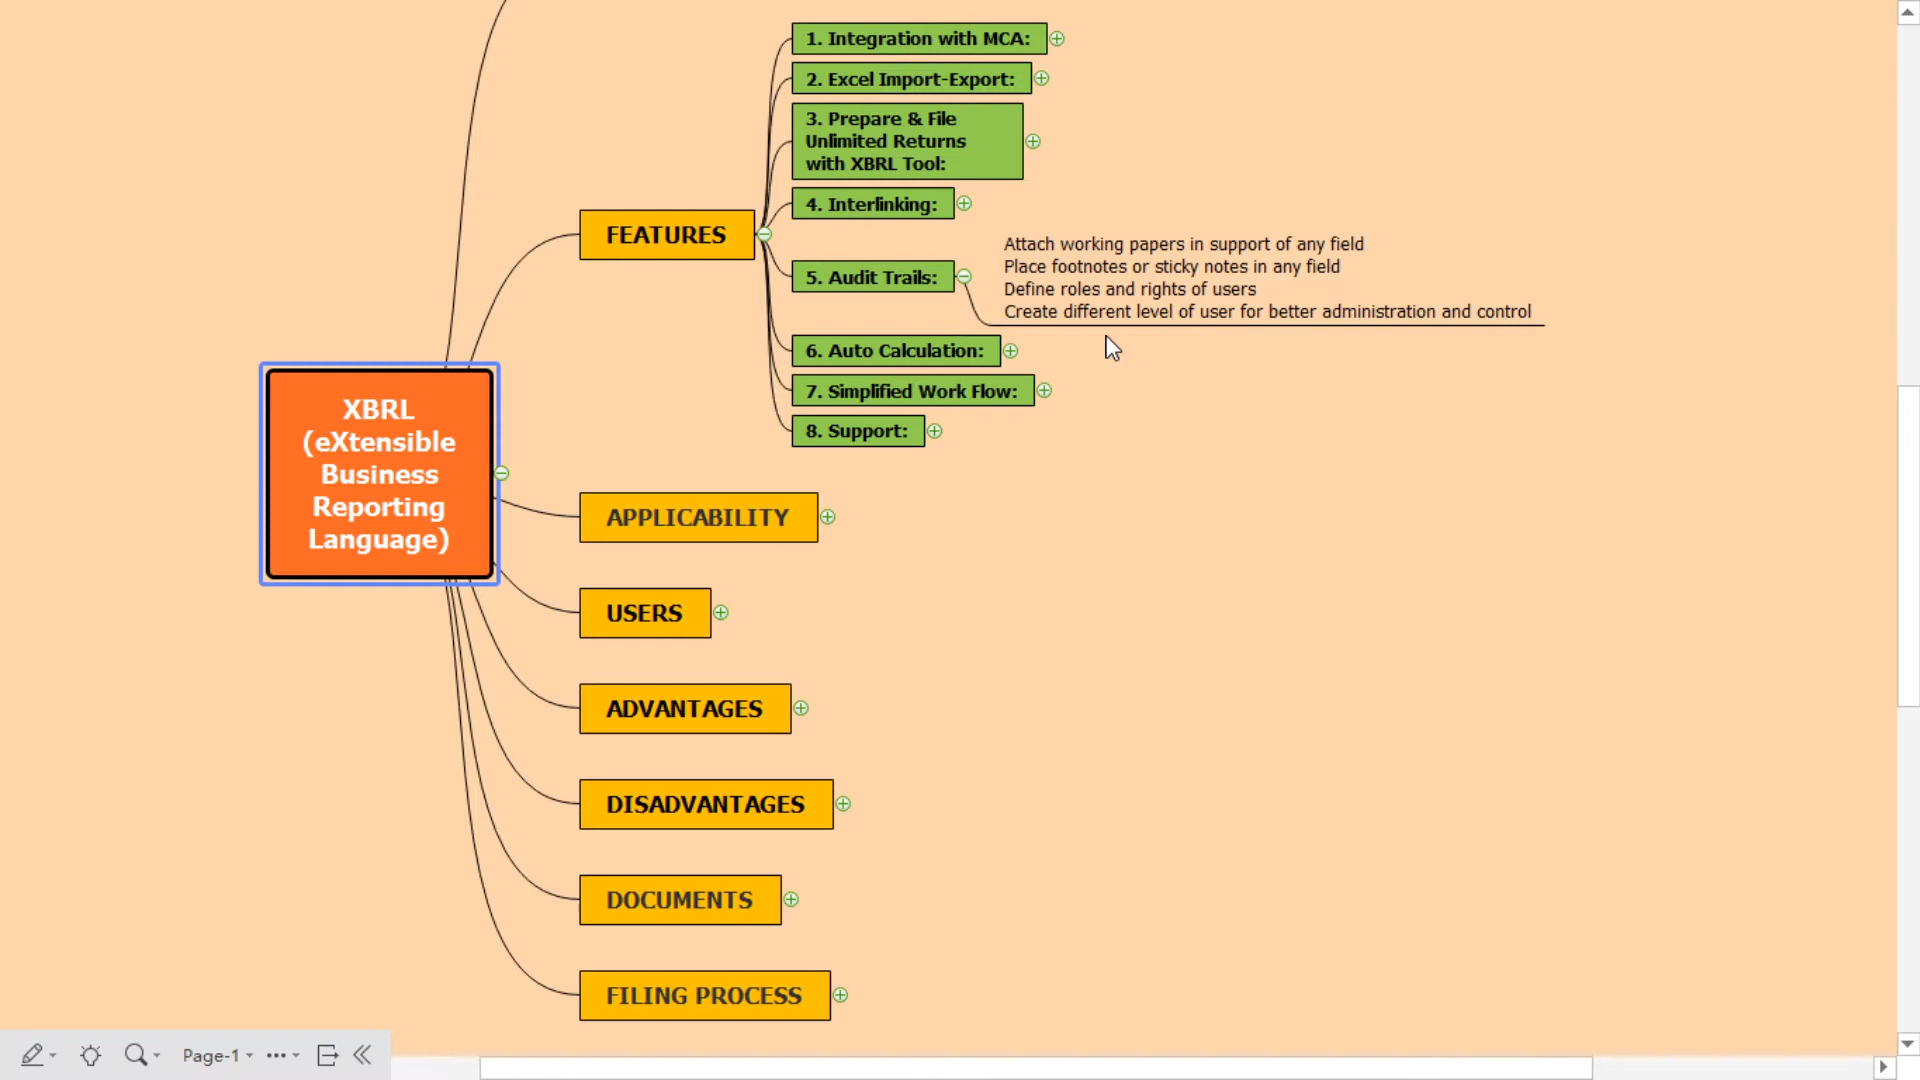 1. Integration with MCA:
2. Excel Import-Export:
3. Prepare & File
Unlimited Returns
with XBRL Tool:
4. Interlinking:
FEATURES
Attach working papers in support of any field
Place footnotes or sticky notes in any field
5. Audit Trails:
Define roles and rights of users
Create different level of user for better administration and control
6. Auto Calculation:
7. Simplified Work Flow:
8. Support:
XBRL
(eXtensible
Business
Reporting
Language)
APPLICABILITY
USERS
ADVANTAGES
DISADVANTAGES
DOCUMENTS
FILING PROCESS
Page-1